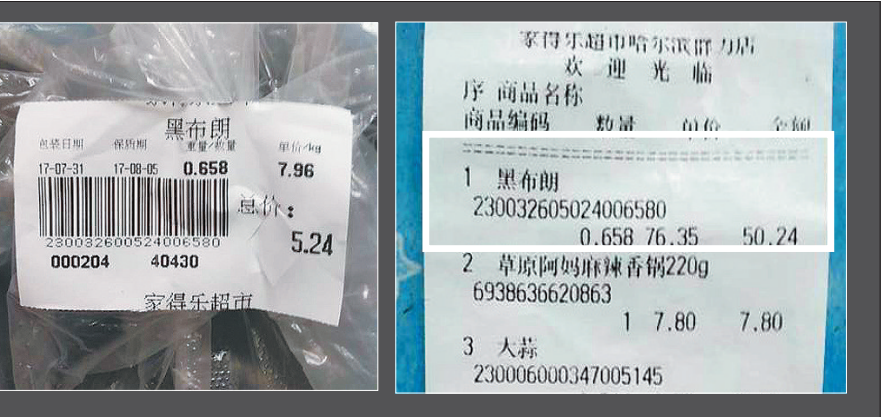 黑布朗
包装日期 保质期 重量/数量 单价/kg
17-07-31 17-08-05 0.658 7.96
总价:
5.24
230032600524006580
000204 40430
家得乐超市
家得乐超市哈尔滨群力店
欢迎光临
序 商品名称
商品编码 数量 单价 金额
1 黑布朗
230032605024006580
0.658 76.35 50.24
2 草原阿妈麻辣香锅220g
6938636620863
1 7.80 7.80
3 大蒜
230006000347005145